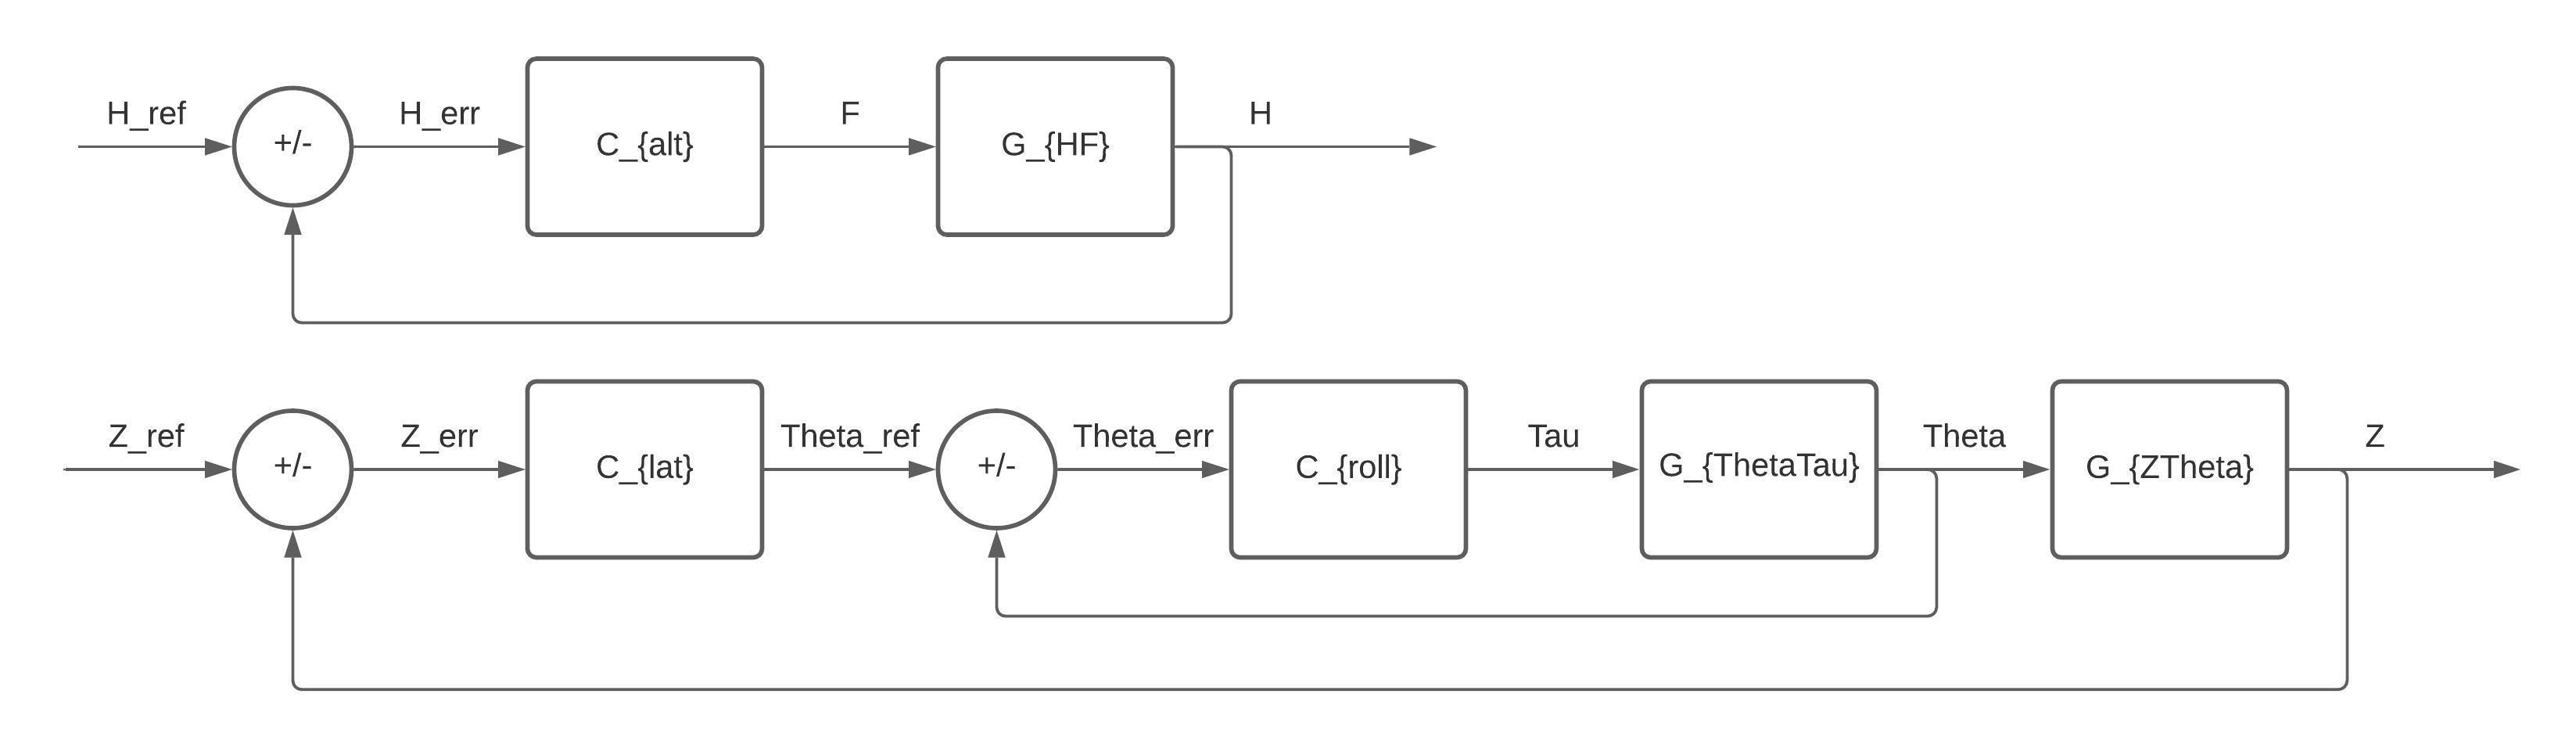 H_ref
+/-
H_err
C_{alt}
F
G_{HF}
H
Z_ref
+/-
Z_err
C_{lat}
Theta_ref
+/-
Theta_err
C_{roll}
Tau
G_{ThetaTau}
Theta
G_{ZTheta}
Z